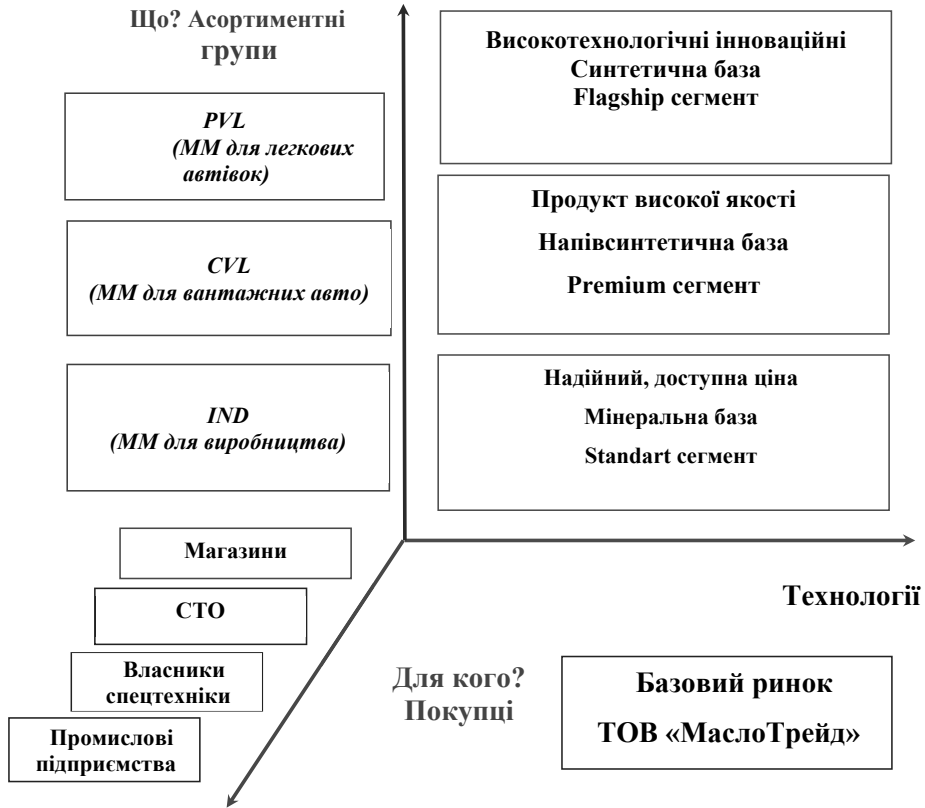 Що? Асортиментні
групи
PVL
(ММ для легкових
автівок)
CVL
(ММ для вантажних авто)
IND
(ММ для виробництва)
Високотехнологічні інноваційні
Синтетична база
Flagship сегмент
Продукт високої якості
Напівсинтетична база
Premium сегмент
Надійний, доступна ціна
Мінеральна база
Standart сегмент
Магазини
СТО
Власники
спецтехніки
Промислові
підприємства
Технології
Для кого?
Покупці
Базовий ринок
ТОВ «МаслоТрейд»